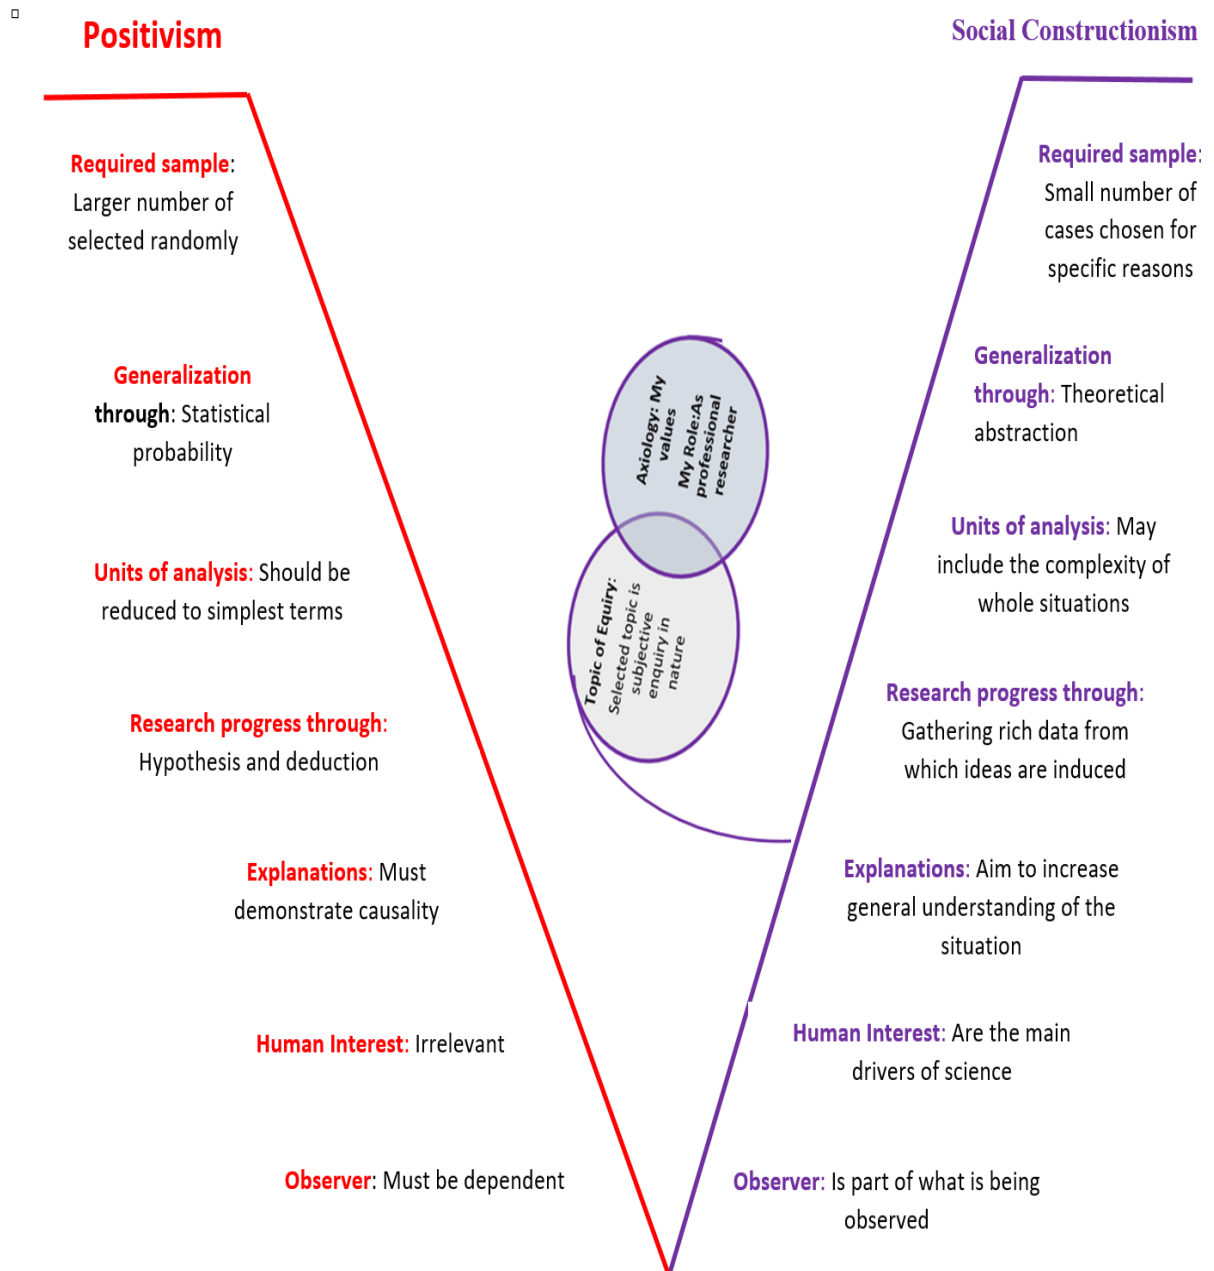 Positivism
Required sample:
Larger number of
selected randomly
Generalization
through: Statistical
probability
Units of analysis: Should be
reduced to simplest terms
Research progress through:
Hypothesis and deduction
Explanations: Must
demonstrate causality
Human Interest: Irrelevant
Observer: Must be dependent
Axiology: My
values
My Role:As
professional
researcher
Topic of Equiry:
Selected topic is
subjective
enquiry in
nature
Social Constructionism
Required sample:
Small number of
cases chosen for
specific reasons
Generalization
through: Theoretical
abstraction
Units of analysis: May
include the complexity of
whole situations
Research progress through:
Gathering rich data from
which ideas are induced
Explanations: Aim to increase
general understanding of the
situation
Human Interest: Are the main
drivers of science
Observer: Is part of what is being
observed